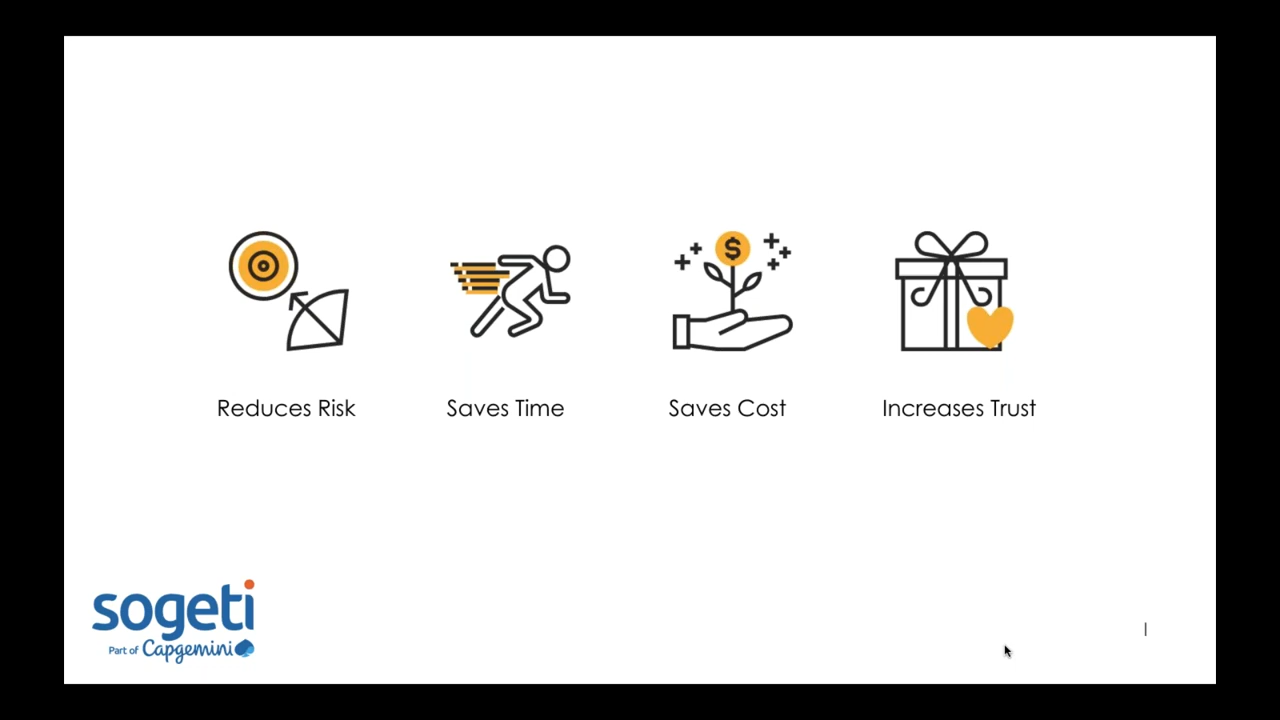 $
Reduces Risk
Saves Time
Saves Cost
Increases Trust
sogeti
Part of Capgemini